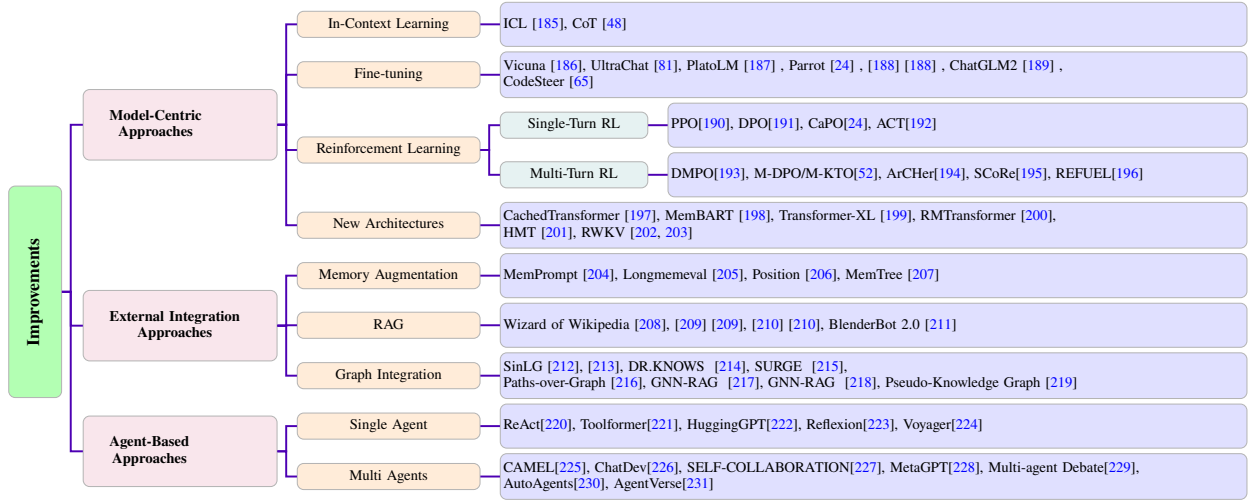 Improvements
Model-Centric
Approaches
In-Context Learning
ICL [185], CoT [48]
Fine-tuning
Vicuna [186], UltraChat [81], PlatoLM [187] , Parrot [24] , [188] [188] , ChatGLM2 [189] ,
CodeSteer [65]
Reinforcement Learning
Single-Turn RL
PPO[190], DPO[191], CaPO[24], ACT[192]
Multi-Turn RL
DMPO[193], M-DPO/M-KTO[52], ArCHer[194], SCoRe[195], REFUEL[196]
New Architectures
CachedTransformer [197], MemBART [198], Transformer-XL [199], RMTransformer [200],
HMT [201], RWKV [202, 203]
External Integration
Approaches
Memory Augmentation
MemPrompt [204], Longmemeval [205], Position [206], MemTree [207]
RAG
Wizard of Wikipedia [208], [209] [209], [210] [210], BlenderBot 2.0 [211]
Graph Integration
SinLG [212], [213], DR.KNOWS [214], SURGE [215],
Paths-over-Graph [216], GNN-RAG [217], GNN-RAG [218], Pseudo-Knowledge Graph [219]
Agent-Based
Approaches
Single Agent
ReAct[220], Toolformer[221], HuggingGPT[222], Reflexion[223], Voyager[224]
Multi Agents
CAMEL[225], ChatDev[226], SELF-COLLABORATION[227], MetaGPT[228], Multi-agent Debate[229],
AutoAgents[230], AgentVerse[231]